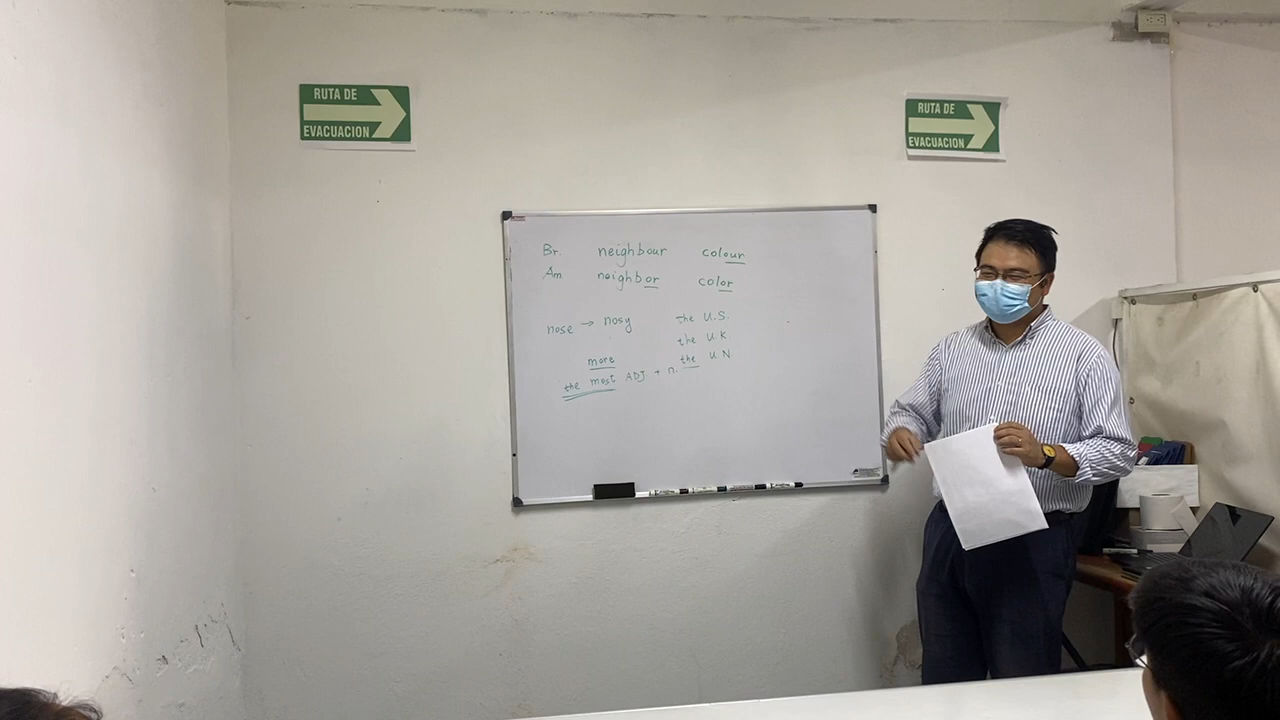 RUTA DE
EVACUACION
RUTA DE
EVACUACION
Br. neighbour colour
Am neighbor color
nose → nosy the U.S.
the U.K.
more the U N
the most ADJ. + n.